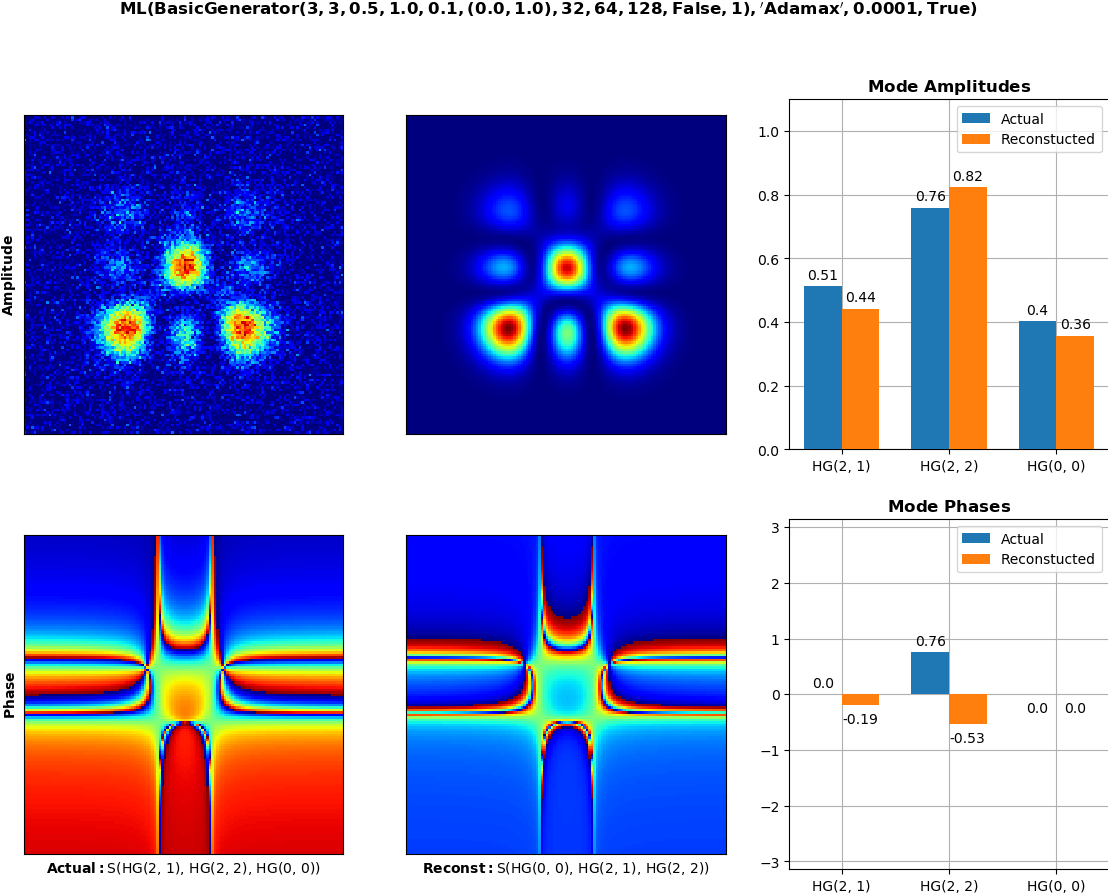 ML(BasicGenerator(3, 3, 0.5, 1.0, 0.1, (0.0, 1.0), 32, 64, 128, False, 1), 'Adamax', 0.0001, True)
Amplitude
Mode Amplitudes
Actual
Reconstucted
1.0
0.8
0.6
0.4
0.2
0.0
0.51
0.44
0.76
0.82
0.4
0.36
HG(2, 1)
HG(2, 2)
HG(0, 0)
Phase
Actual: S(HG(2, 1), HG(2, 2), HG(0, 0))
Reconst: S(HG(0, 0), HG(2, 1), HG(2, 2))
Mode Phases
Actual
Reconstucted
3
2
1
0
−1
−2
−3
0.0
-0.19
0.76
-0.53
0.0
0.0
HG(2, 1)
HG(2, 2)
HG(0, 0)